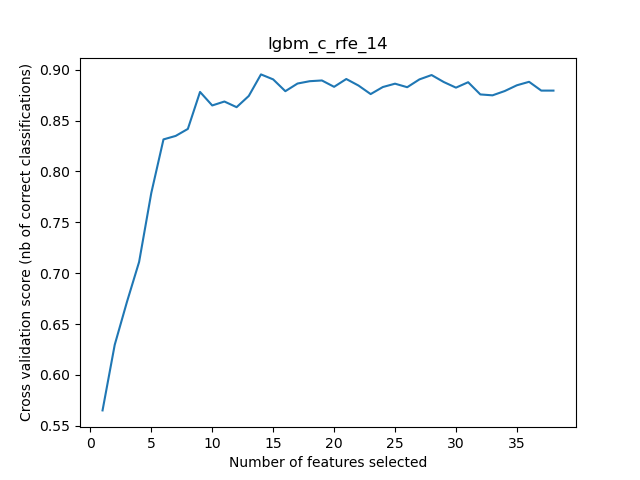 lgbm_c_rfe_14
Cross validation score (nb of correct classifications)
0.90
0.85
0.80
0.75
0.70
0.65
0.60
0.55
0 5 10 15 20 25 30 35
Number of features selected